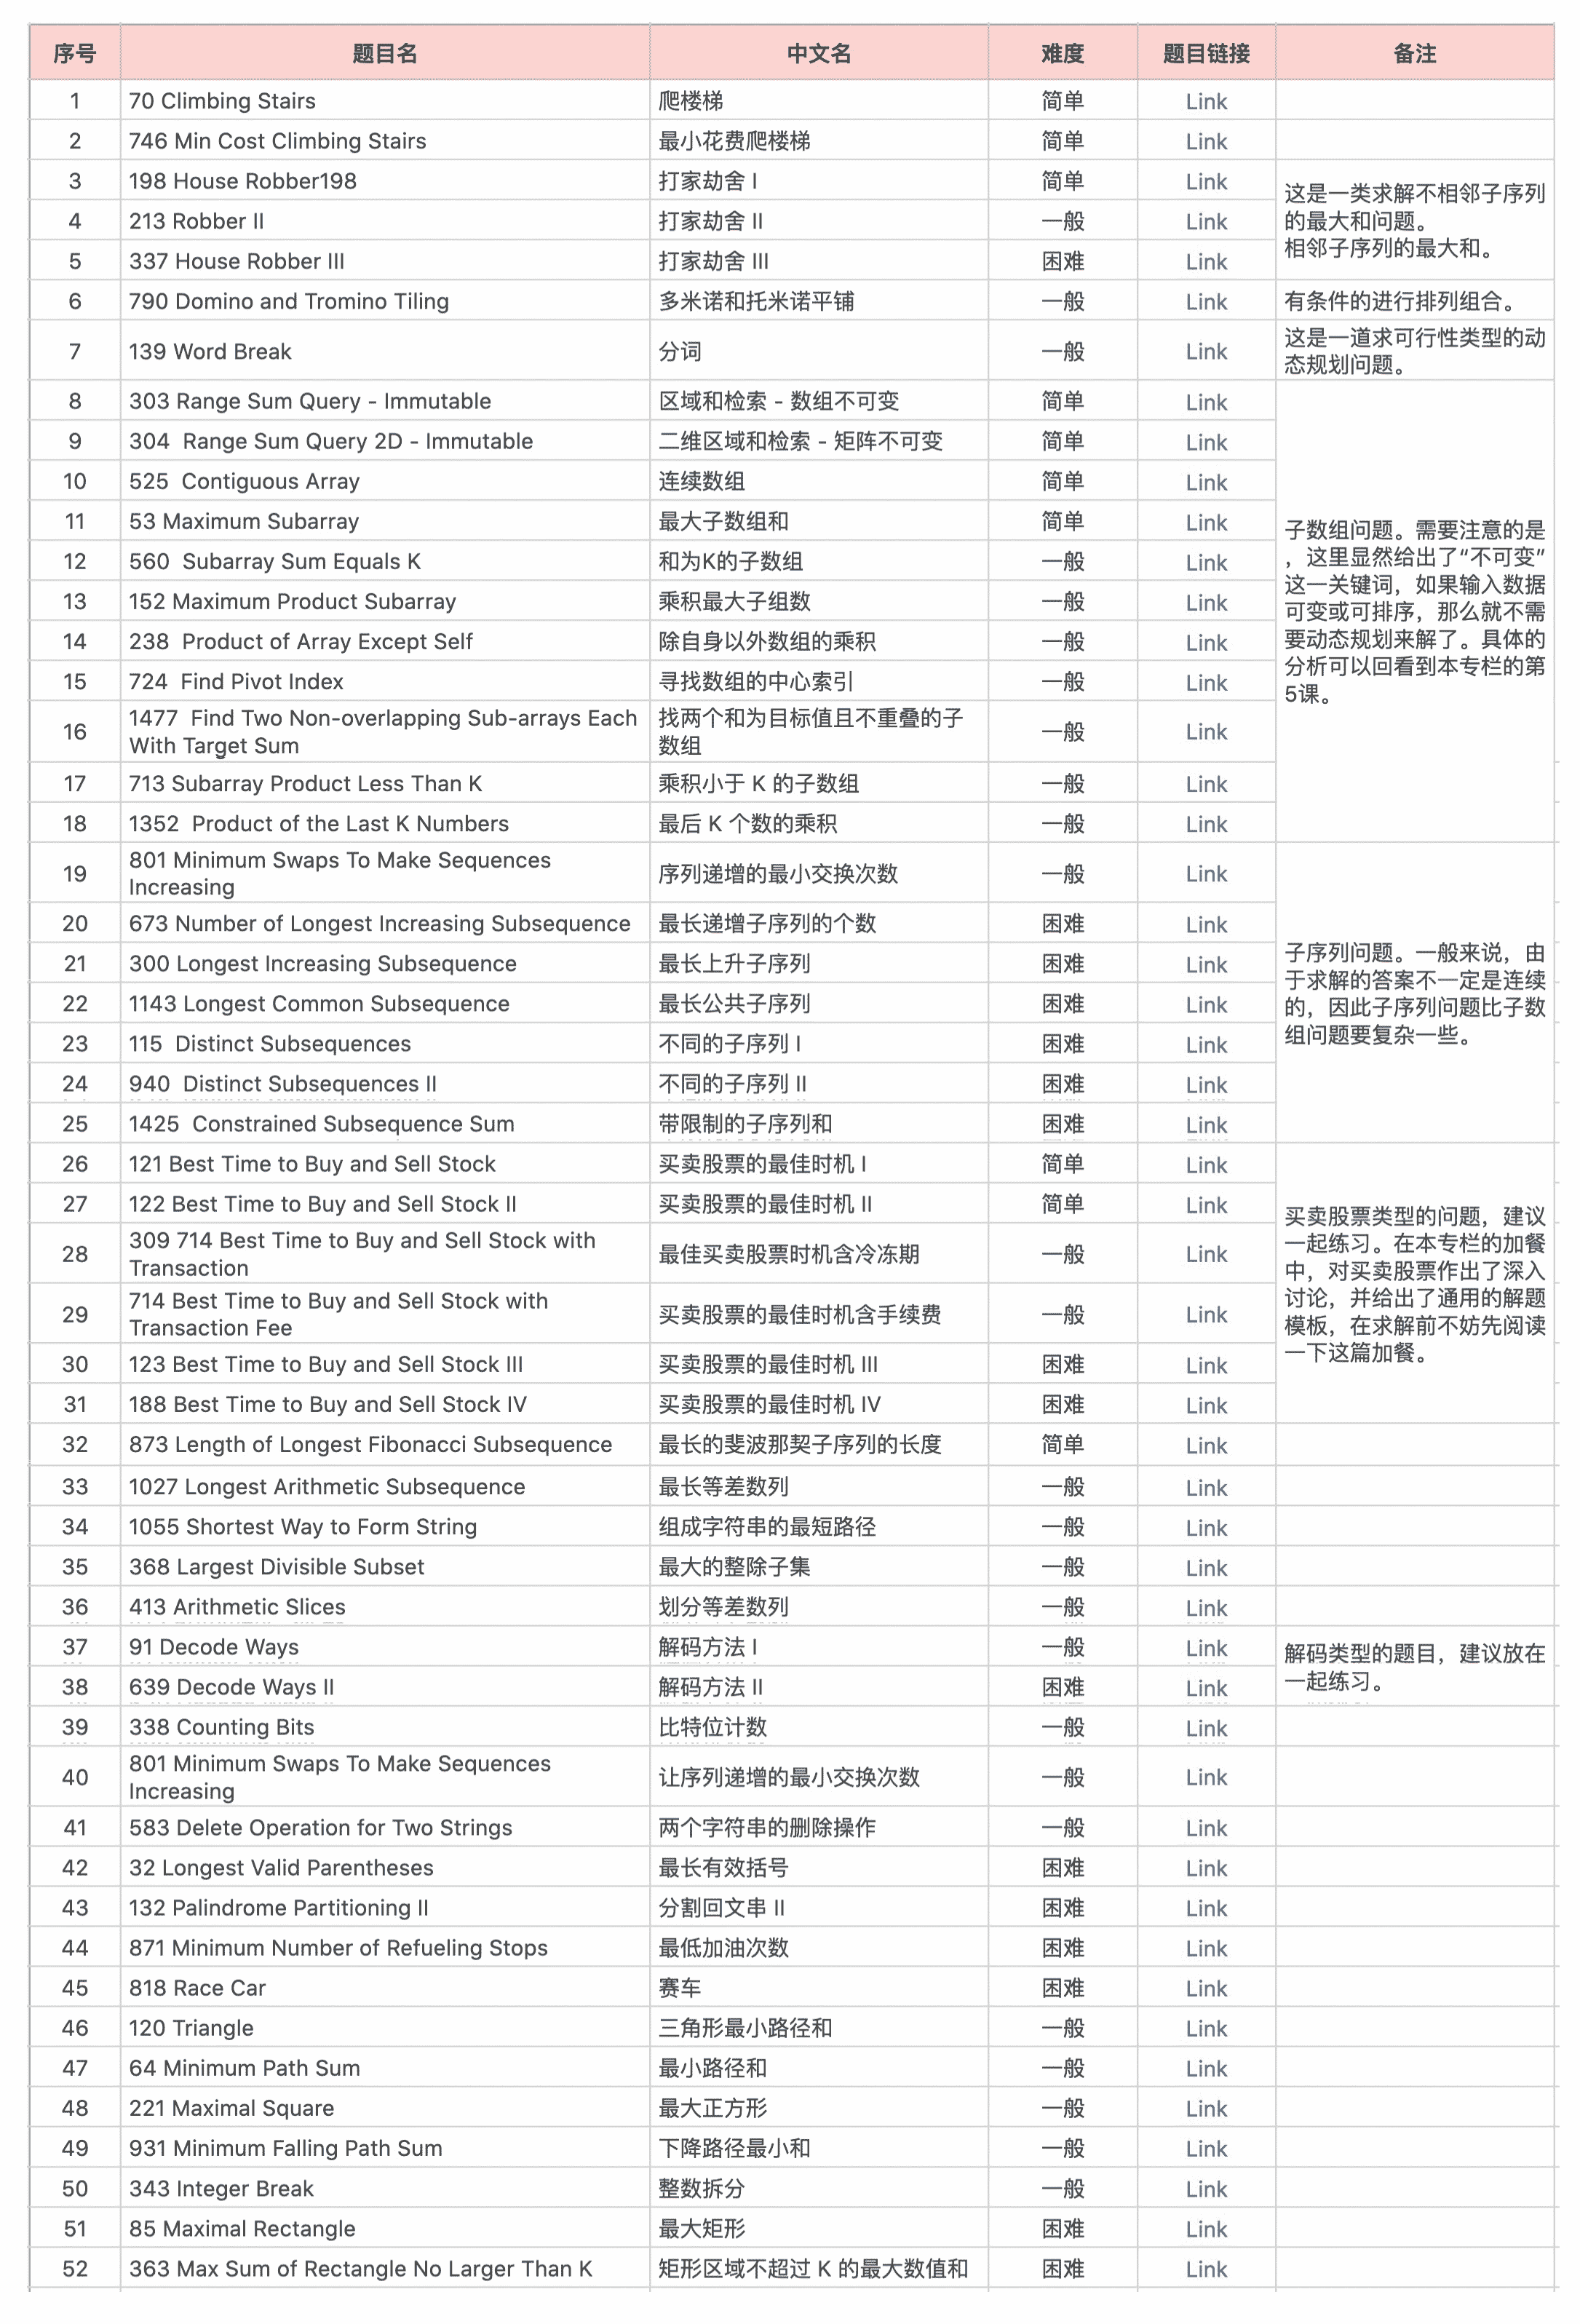 序号 题目名 中文名 难度 题目链接 备注
1 70 Climbing Stairs 爬楼梯 简单 Link
2 746 Min Cost Climbing Stairs 最小花费爬楼梯 简单 Link
3 198 House Robber198 打家劫舍 I 简单 Link
4 213 Robber II 打家劫舍 II 一般 Link
5 337 House Robber III 打家劫舍 III 困难 Link
这是一类求解不相邻子序列
的最大和问题。
相邻子序列的最大和。
6 790 Domino and Tromino Tiling 多米诺和托米诺平铺 一般 Link 有条件的进行排列组合。
7 139 Word Break 分词 一般 Link
这是一道求可行性类型的动
态规划问题。
8 303 Range Sum Query - Immutable 区域和检索 - 数组不可变 简单 Link
9 304 Range Sum Query 2D - Immutable 二维区域和检索 - 矩阵不可变 简单 Link
10 525 Contiguous Array 连续数组 简单 Link
11 53 Maximum Subarray 最大子数组和 简单 Link
12 560 Subarray Sum Equals K 和为K的子数组 一般 Link
13 152 Maximum Product Subarray 乘积最大子组数 一般 Link
14 238 Product of Array Except Self 除自身以外数组的乘积 一般 Link
15 724 Find Pivot Index 寻找数组的中心索引 一般 Link
16 1477 Find Two Non-overlapping Sub-arrays Each
With Target Sum
找两个和为目标值且不重叠的子
数组
一般 Link
17 713 Subarray Product Less Than K 乘积小于 K 的子数组 一般 Link
18 1352 Product of the Last K Numbers 最后 K 个数的乘积 一般 Link
子数组问题。需要注意的是
，这里显然给出了“不可变”
这一关键词，如果输入数据
可变或可排序，那么就不需
要动态规划来解了。具体的
分析可以回看到本专栏的第
5课。
19 801 Minimum Swaps To Make Sequences
Increasing
序列递增的最小交换次数 一般 Link
20 673 Number of Longest Increasing Subsequence 最长递增子序列的个数 困难 Link
21 300 Longest Increasing Subsequence 最长上升子序列 困难 Link
22 1143 Longest Common Subsequence 最长公共子序列 困难 Link
23 115 Distinct Subsequences 不同的子序列 I 困难 Link
24 940 Distinct Subsequences II 不同的子序列 II 困难 Link
25 1425 Constrained Subsequence Sum 带限制的子序列和 困难 Link
子序列问题。一般来说，由
于求解的答案不一定是连续
的，因此子序列问题比子数
组问题要复杂一些。
26 121 Best Time to Buy and Sell Stock 买卖股票的最佳时机 I 简单 Link
27 122 Best Time to Buy and Sell Stock II 买卖股票的最佳时机 II 简单 Link
28 309 714 Best Time to Buy and Sell Stock with
Transaction
最佳买卖股票时机含冷冻期 一般 Link
29 714 Best Time to Buy and Sell Stock with
Transaction Fee
买卖股票的最佳时机含手续费 一般 Link
30 123 Best Time to Buy and Sell Stock III 买卖股票的最佳时机 III 困难 Link
31 188 Best Time to Buy and Sell Stock IV 买卖股票的最佳时机 IV 困难 Link
买卖股票类型的问题，建议
一起练习。在本专栏的加餐
中，对买卖股票作出了深入
讨论，并给出了通用的解题
模板，在求解前不妨先阅读
一下这篇加餐。
32 873 Length of Longest Fibonacci Subsequence 最长的斐波那契子序列的长度 简单 Link
33 1027 Longest Arithmetic Subsequence 最长等差数列 一般 Link
34 1055 Shortest Way to Form String 组成字符串的最短路径 一般 Link
35 368 Largest Divisible Subset 最大的整除子集 一般 Link
36 413 Arithmetic Slices 划分等差数列 一般 Link
37 91 Decode Ways 解码方法 I 一般 Link
38 639 Decode Ways II 解码方法 II 困难 Link
解码类型的题目，建议放在
一起练习。
39 338 Counting Bits 比特位计数 一般 Link
40 801 Minimum Swaps To Make Sequences
Increasing
让序列递增的最小交换次数 一般 Link
41 583 Delete Operation for Two Strings 两个字符串的删除操作 一般 Link
42 32 Longest Valid Parentheses 最长有效括号 困难 Link
43 132 Palindrome Partitioning II 分割回文串 II 困难 Link
44 871 Minimum Number of Refueling Stops 最低加油次数 困难 Link
45 818 Race Car 赛车 困难 Link
46 120 Triangle 三角形最小路径和 一般 Link
47 64 Minimum Path Sum 最小路径和 一般 Link
48 221 Maximal Square 最大正方形 一般 Link
49 931 Minimum Falling Path Sum 下降路径最小和 一般 Link
50 343 Integer Break 整数拆分 一般 Link
51 85 Maximal Rectangle 最大矩形 困难 Link
52 363 Max Sum of Rectangle No Larger Than K 矩形区域不超过 K 的最大数值和 困难 Link